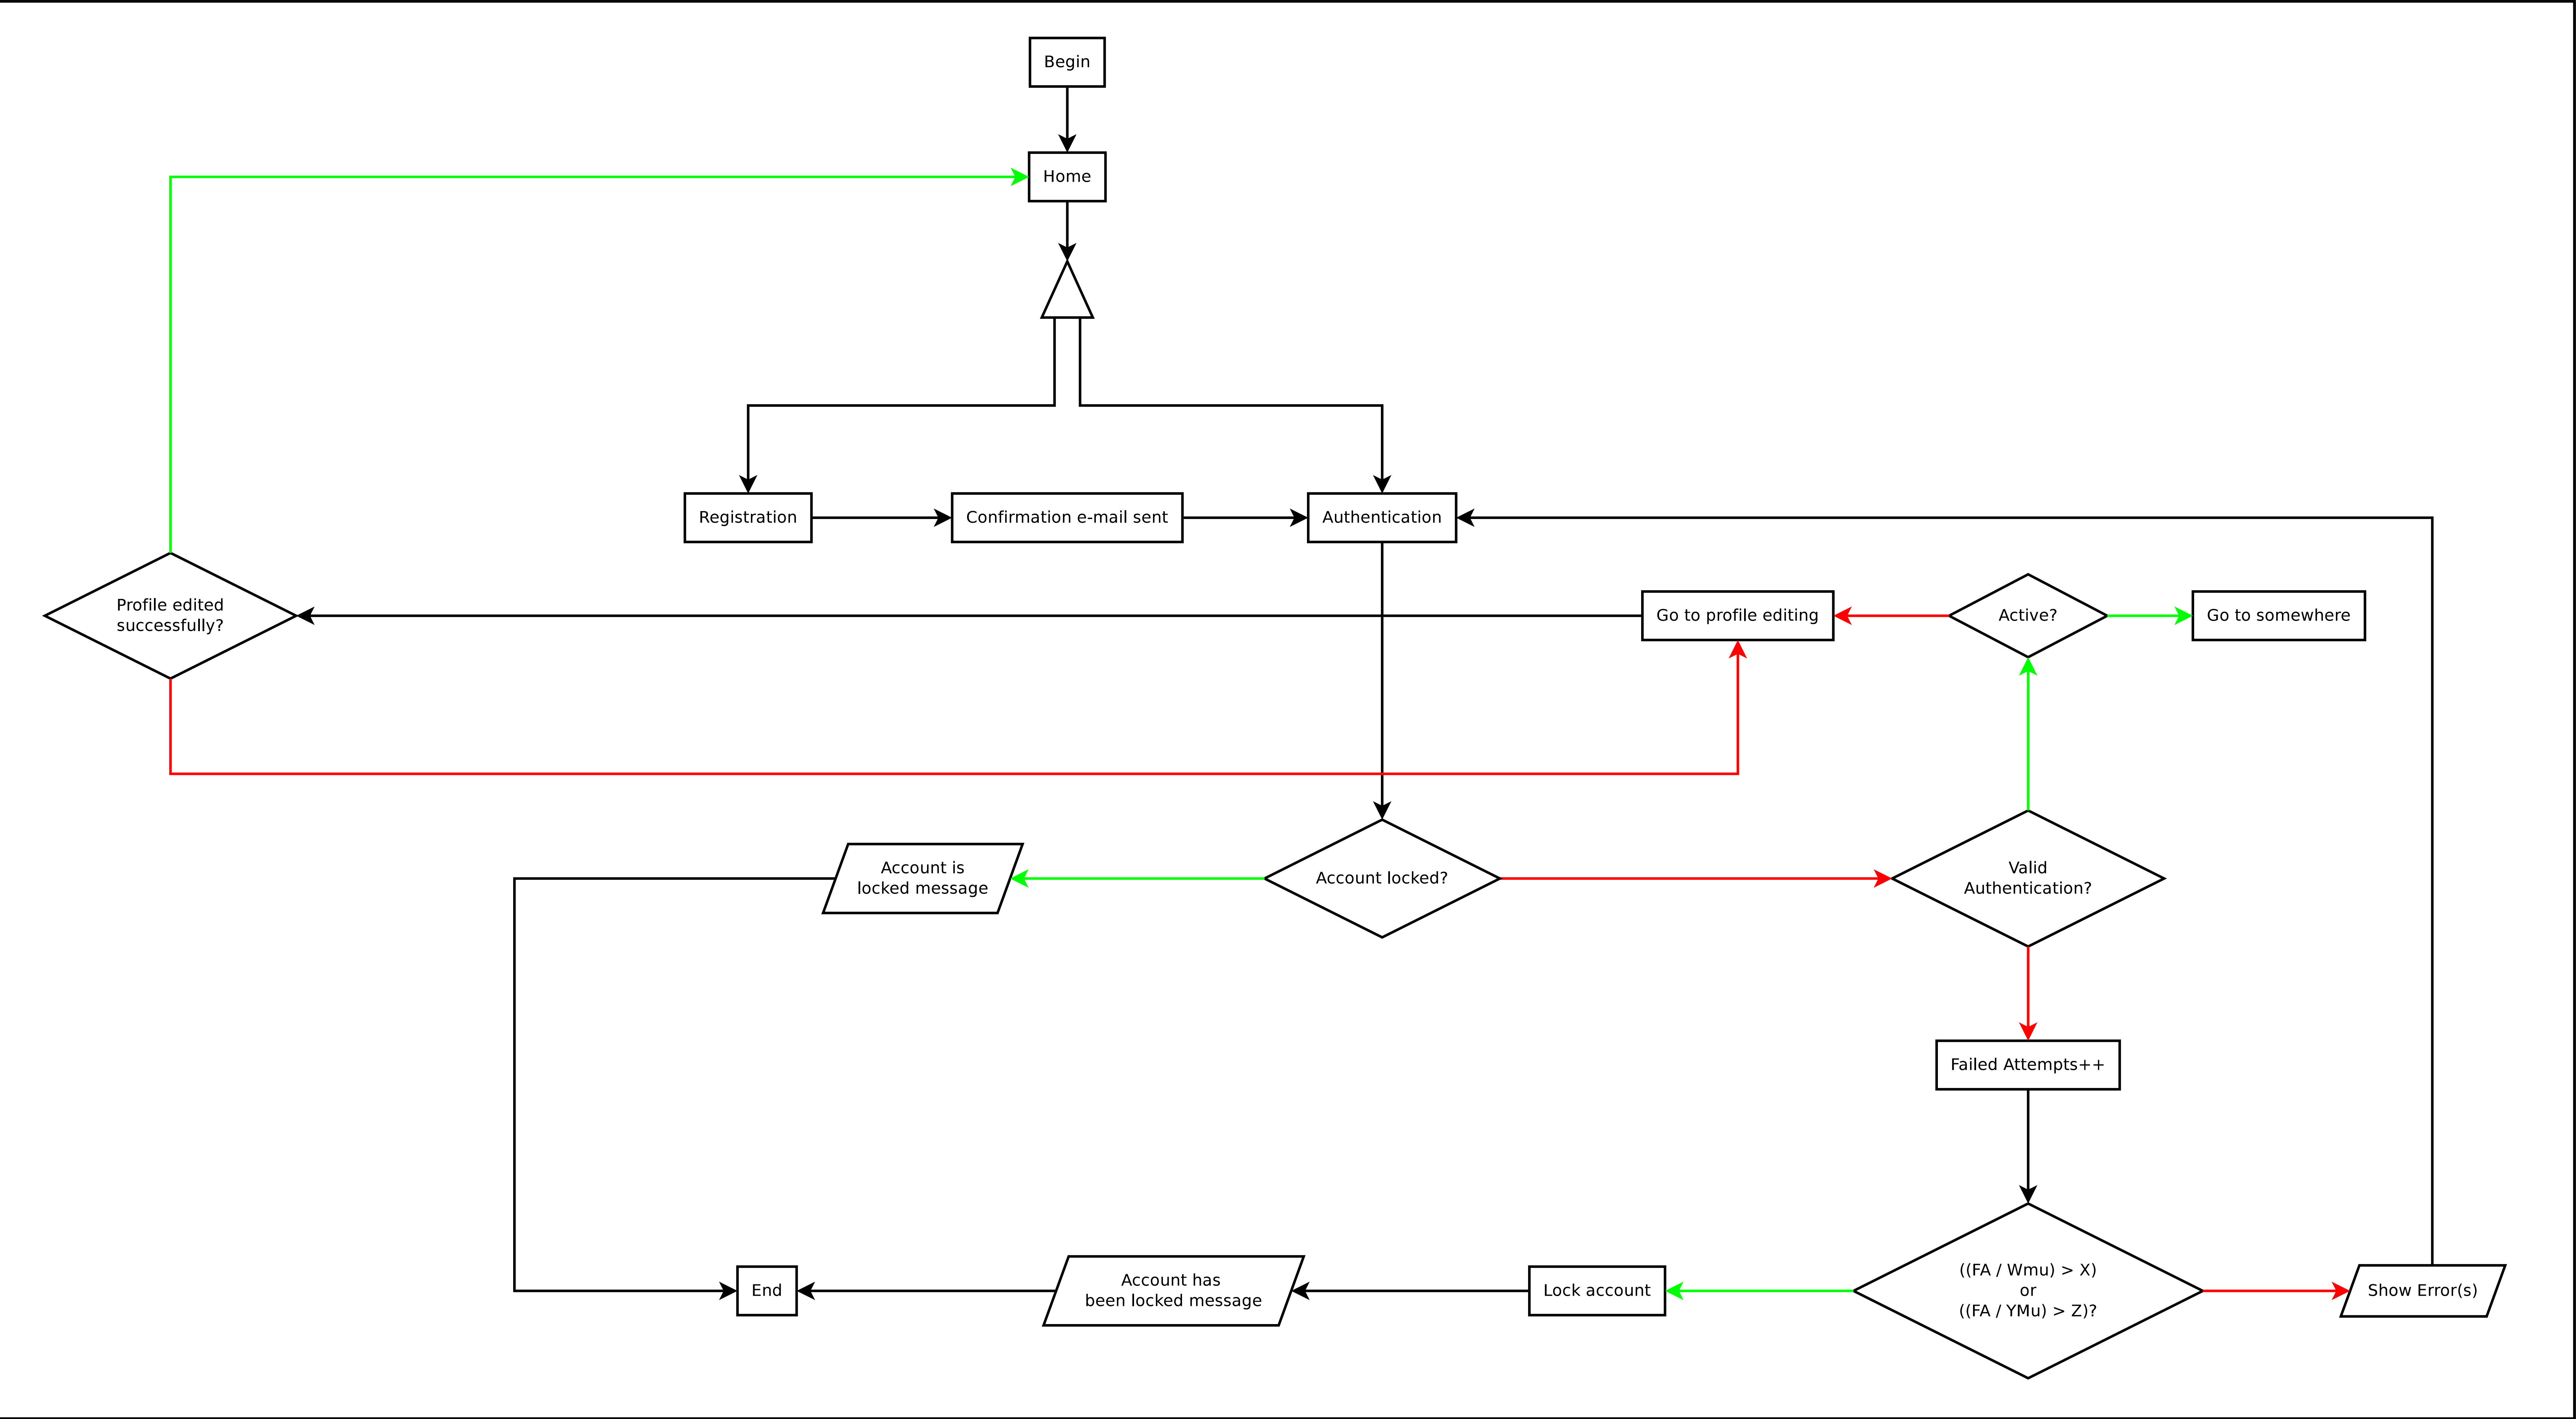 Begin
Home
Registration
Confirmation e-mail sent
Authentication
Profile edited
successfully?
Go to profile editing
Active?
Go to somewhere
Account is
locked message
Account locked?
Valid
Authentication?
Failed Attempts++
End
Account has
been locked message
Lock account
((FA / Wmu) > X)
or
((FA / YMu) > Z)?
Show Error(s)